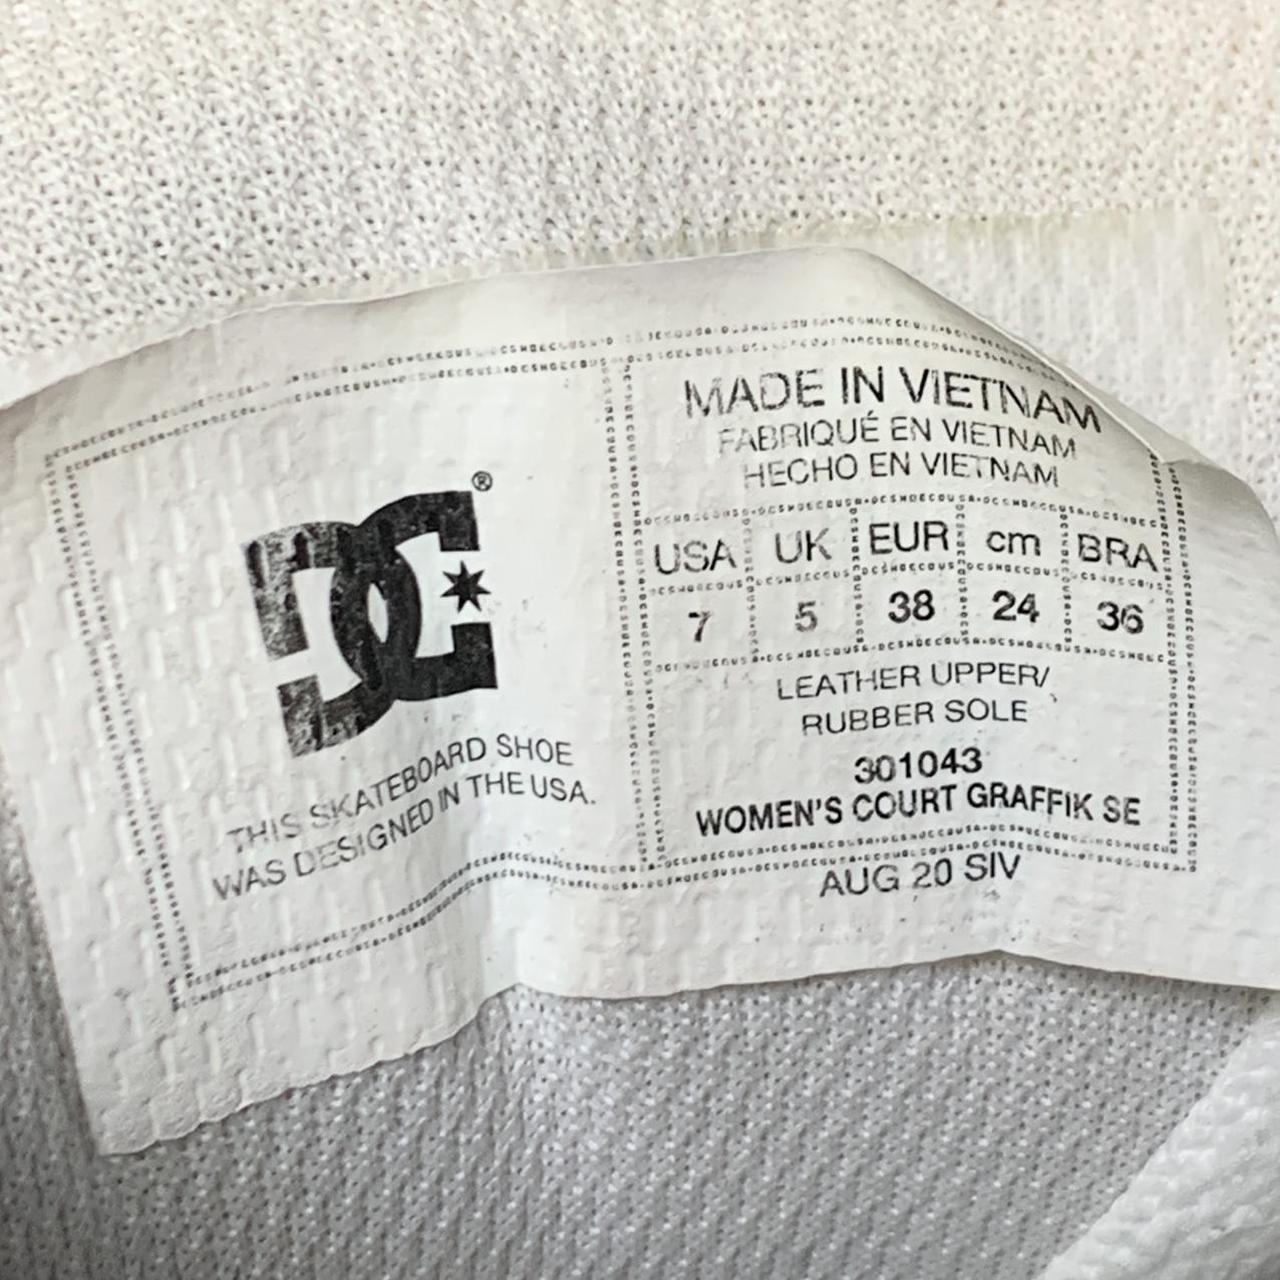 DC®
THIS SKATEBOARD SHOE
WAS DESIGNED IN THE USA.
MADE IN VIETNAM
FABRIQUÉ EN VIETNAM
HECHO EN VIETNAM
USA UK EUR cm BRA
7 5 38 24 36
LEATHER UPPER/
RUBBER SOLE
301043
WOMEN'S COURT GRAFFIK SE
AUG 20 SIV